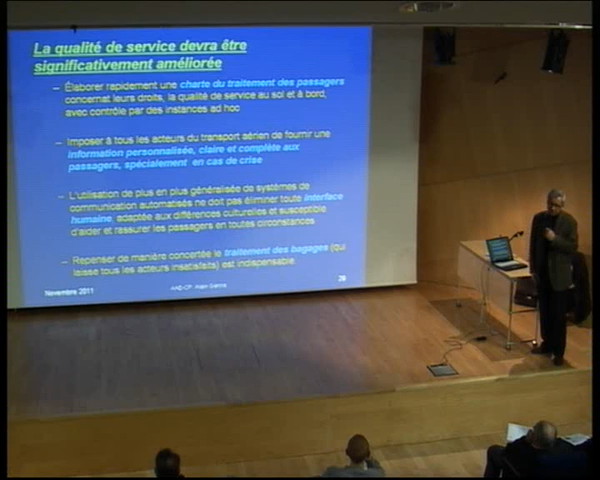 La qualité de service devra être
significativement améliorée
– Élaborer rapidement une charte du traitement des passagers
concernat leurs droits, la qualité de service au sol et à bord,
avec contrôle par des instances ad hoc
– Imposer à tous les acteurs du transport aérien de fournir une
information personnalisée, claire et complète aux
passagers, spécialement en cas de crise
– L'utilisation de plus en plus généralisée de systèmes de
communication automatisés ne doit pas éliminer toute interface
humaine adaptée aux différences culturelles et susceptible
d'aider et rassurer les passagers en toutes circonstances
– Repenser de manière concertée le traitement des bagages (qui
laisse tous les acteurs insatisfaits) est indispensable
Novembre 2011